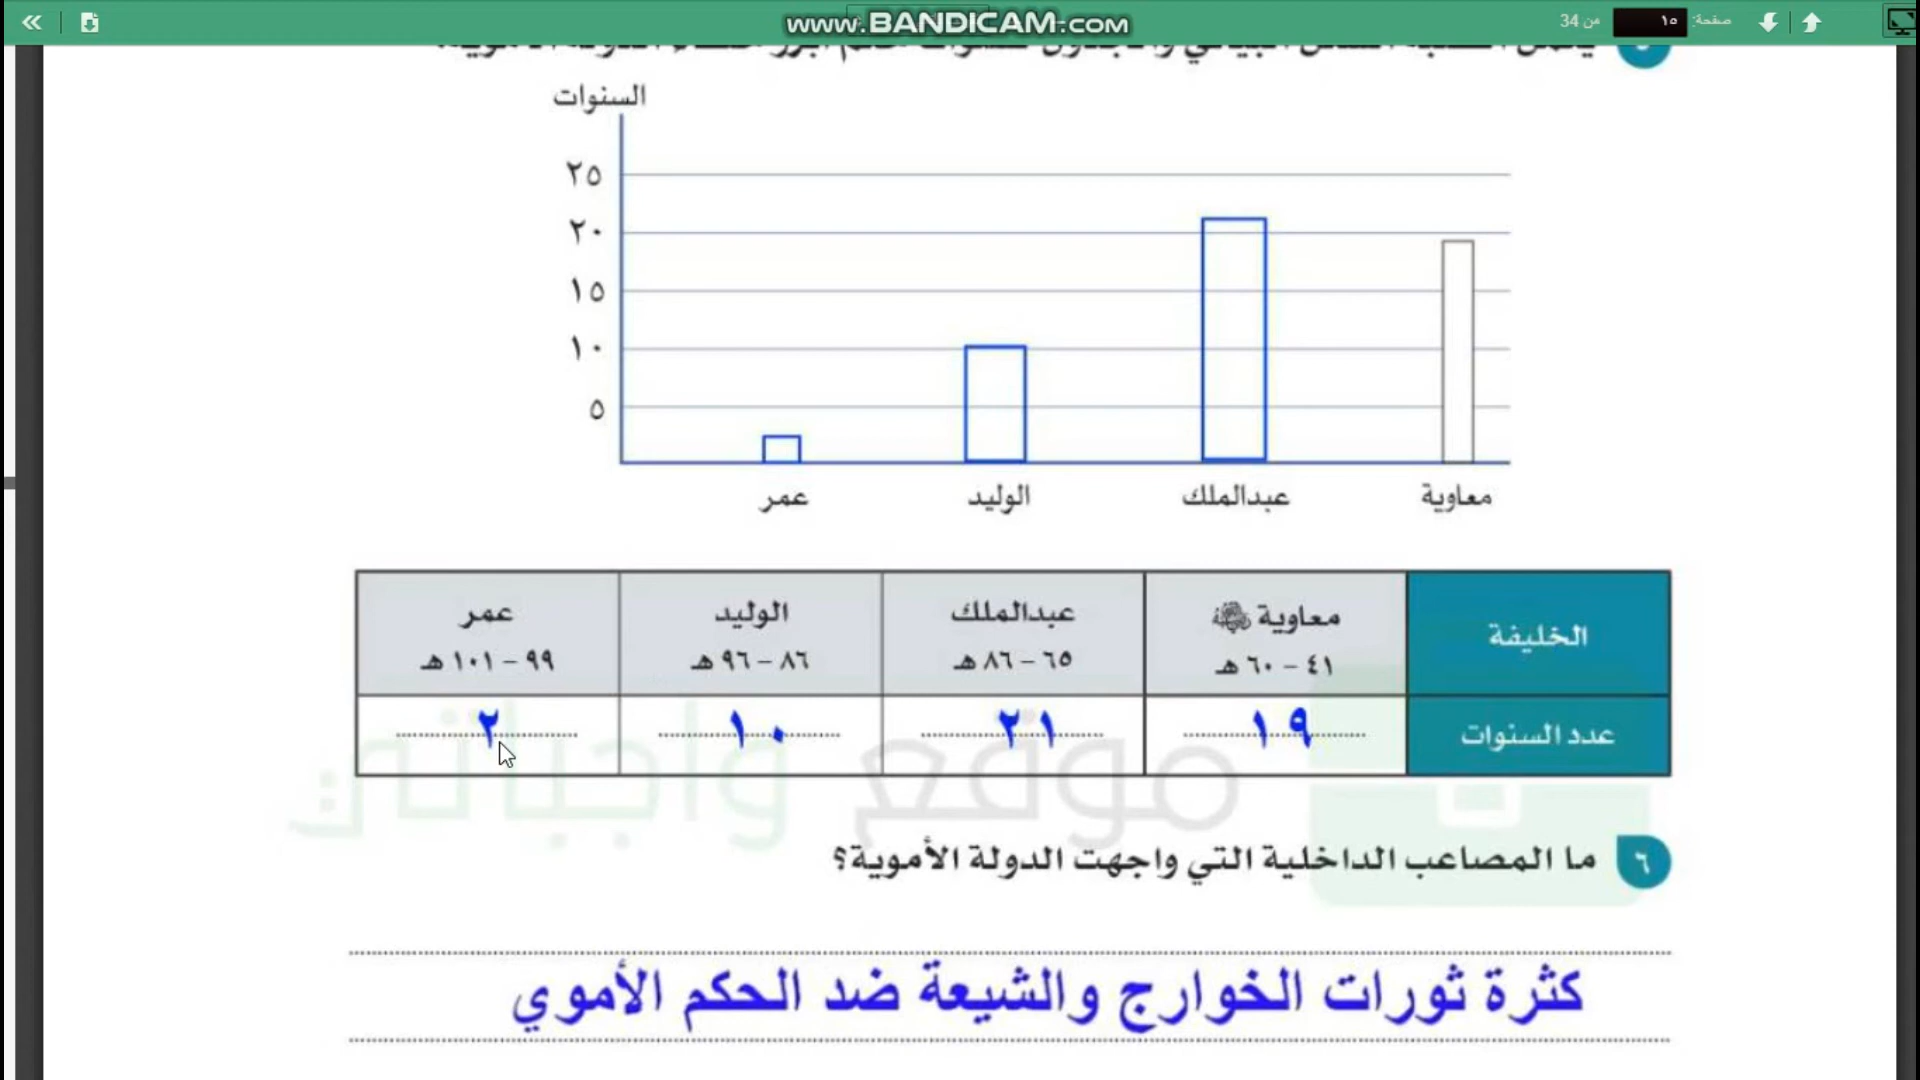 www.BANDICAM.com
صفحة: ١٥ من 34
السنوات
٢٥
٢٠
١٥
١٠
٥
معاوية عبدالملك الوليد عمر
الخليفة معاوية عبدالملك الوليد عمر
٤١ – ٦٠ هـ ٦٥ – ٨٦ هـ ٨٦ – ٩٦ هـ ٩٩ – ١٠١ هـ
عدد السنوات ١٩ ٢١ ١٠ ٢
موقع واجباتي
٦ ما المصاعب الداخلية التي واجهت الدولة الأموية؟
كثرة ثورات الخوارج والشيعة ضد الحكم الأموي